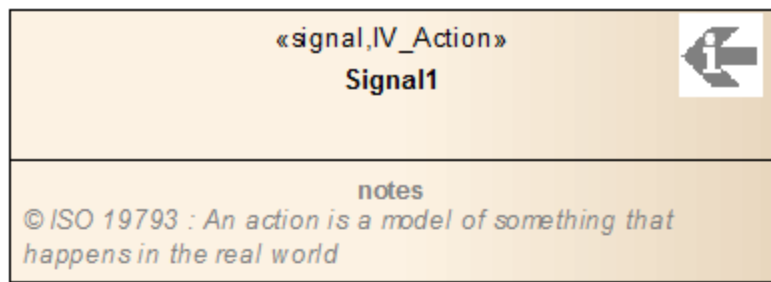 «signal,IV_Action»
Signal1
notes
© ISO 19793 : An action is a model of something that
happens in the real world